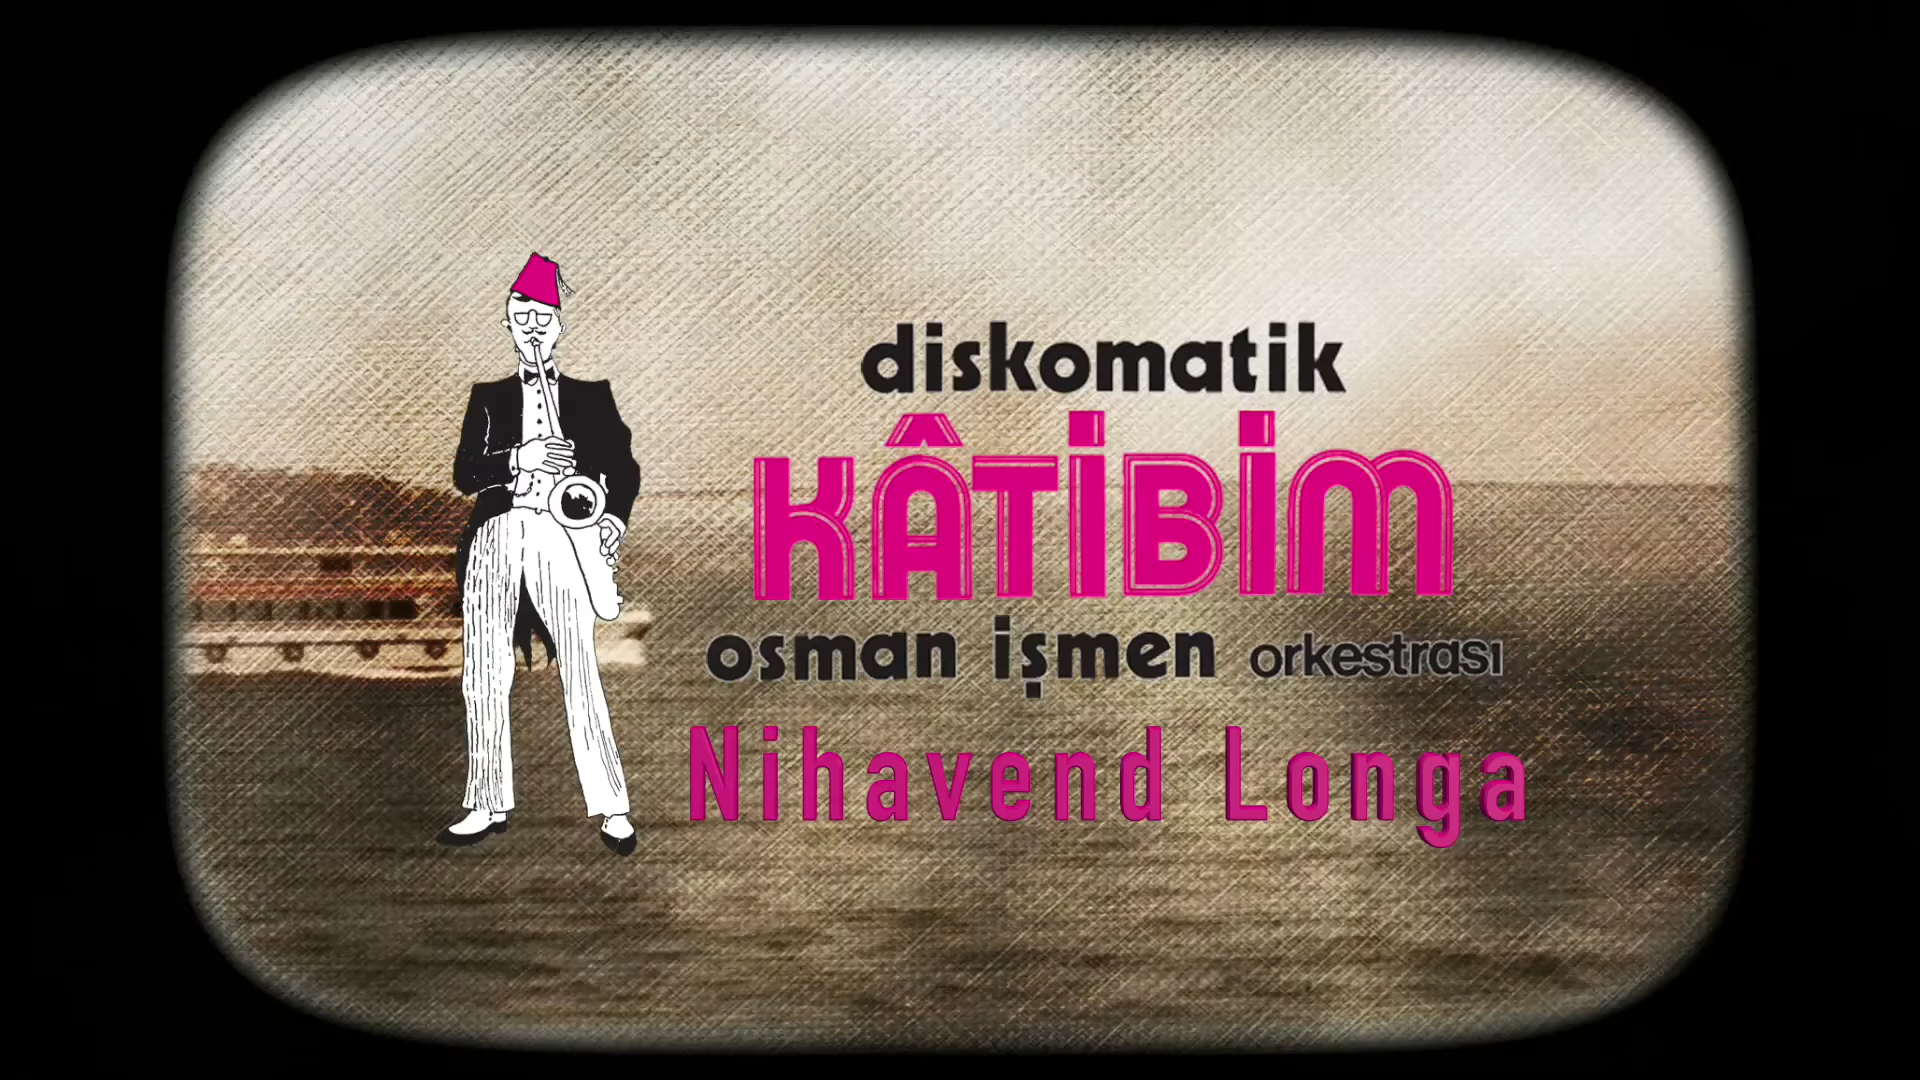 diskomatik
KÂTİBİM
osman işmen orkestrası
Nihavend Longa